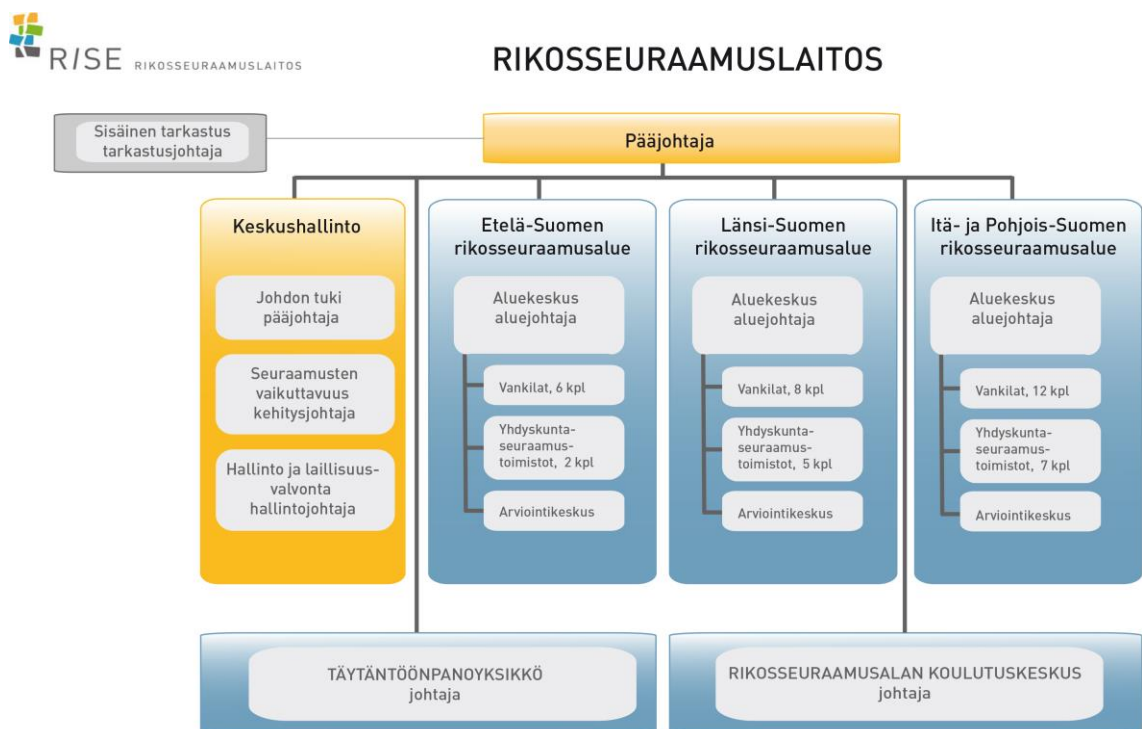 RISE RIKOSSEURAAMUSLAITOS
RIKOSSEURAAMUSLAITOS
Sisäinen tarkastus
tarkastusjohtaja
Pääjohtaja
Keskushallinto
Johdon tuki
pääjohtaja
Seuraamusten
vaikuttavuus
kehitysjohtaja
Hallinto ja laillisuus-
valvonta
hallintojohtaja
Etelä-Suomen
rikosseuraamusalue
Aluekeskus
aluejohtaja
Vankilat, 6 kpl
Yhdyskunta-
seuraamus-
toimistot, 2 kpl
Arviointikeskus
Länsi-Suomen
rikosseuraamusalue
Aluekeskus
aluejohtaja
Vankilat, 8 kpl
Yhdyskunta-
seuraamus-
toimistot, 5 kpl
Arviointikeskus
Itä- ja Pohjois-Suomen
rikosseuraamusalue
Aluekeskus
aluejohtaja
Vankilat, 12 kpl
Yhdyskunta-
seuraamus-
toimistot, 7 kpl
Arviointikeskus
TÄYTÄNTÖÖNPANOYKSIKKÖ
johtaja
RIKOSSEURAAMUSALAN KOULUTUSKESKUS
johtaja